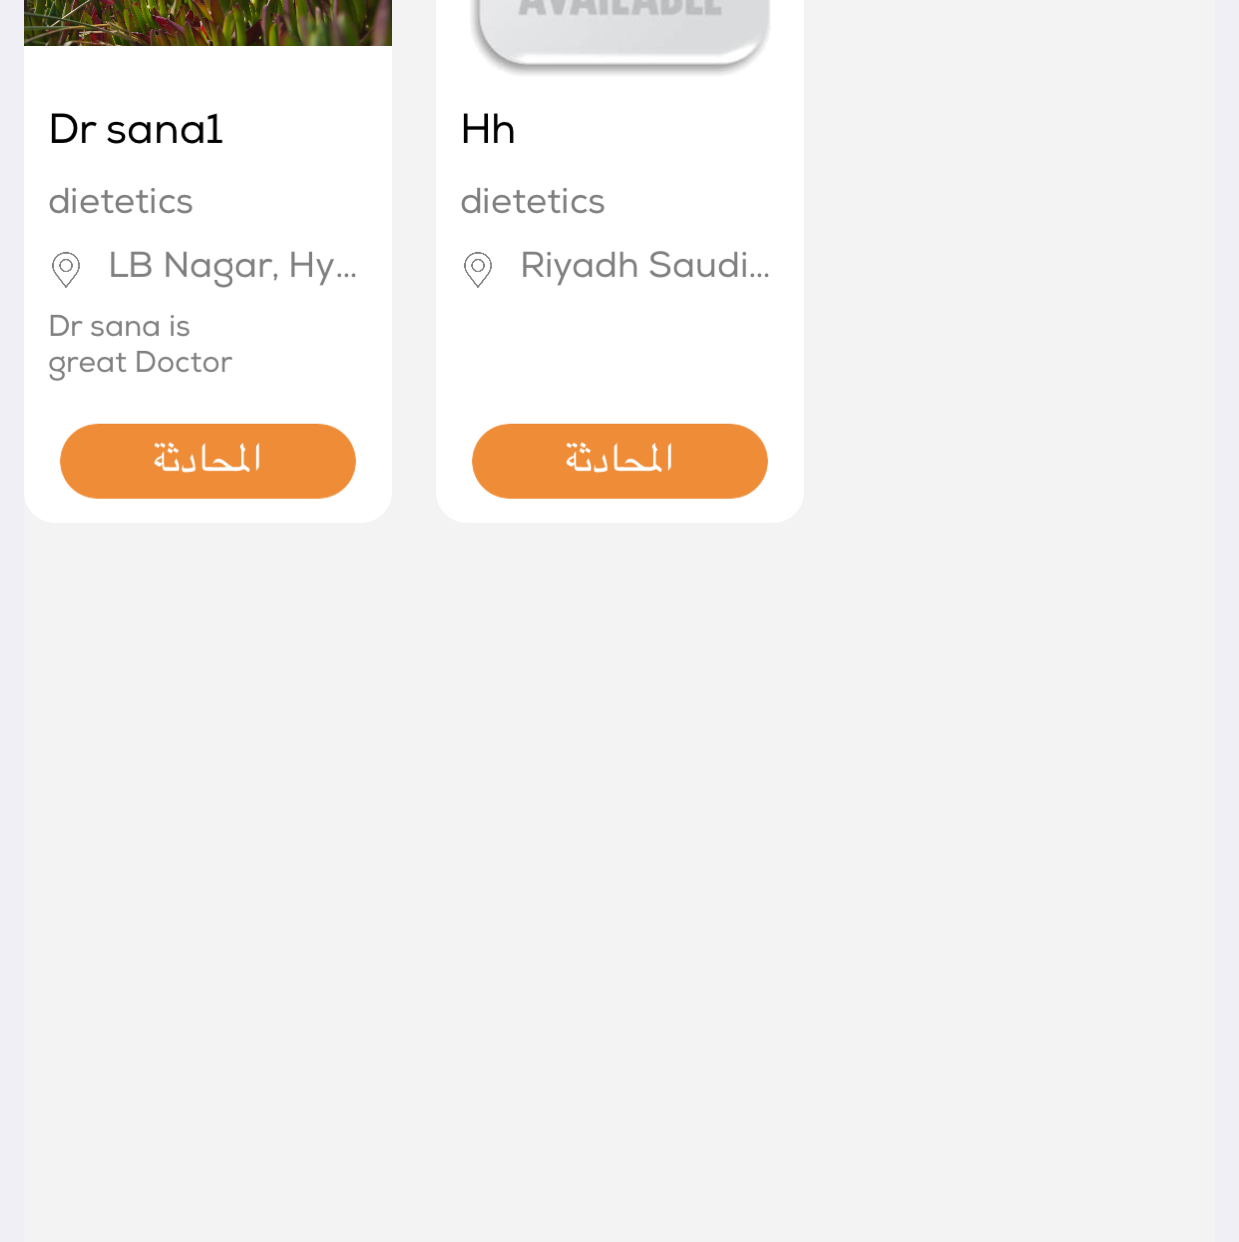 AVAILABLE
Dr sana1
dietetics
LB Nagar, Hy...
Dr sana is
great Doctor
المحادثة
Hh
dietetics
Riyadh Saudi...
المحادثة